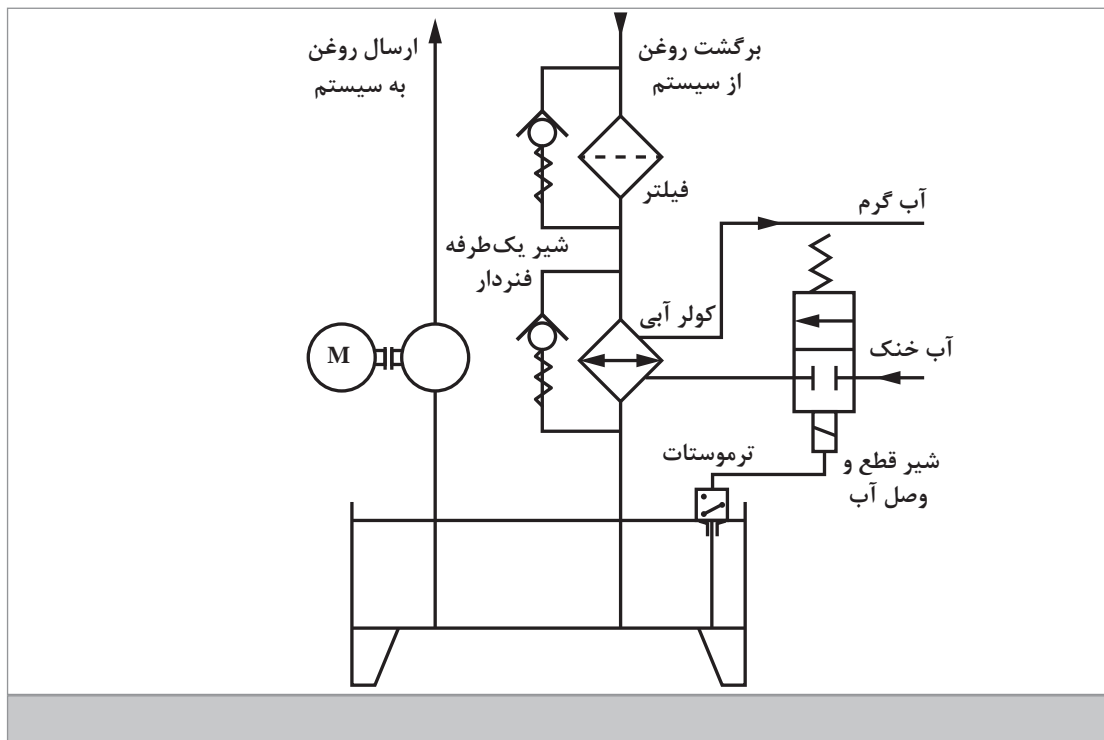 برگشت روغن
از سیستم
ارسال روغن
به سیستم
فیلتر
آب گرم
شیر یک‌طرفه
فنردار
کولر آبی
آب خنک
M
ترموستات
شیر قطع و
وصل آب